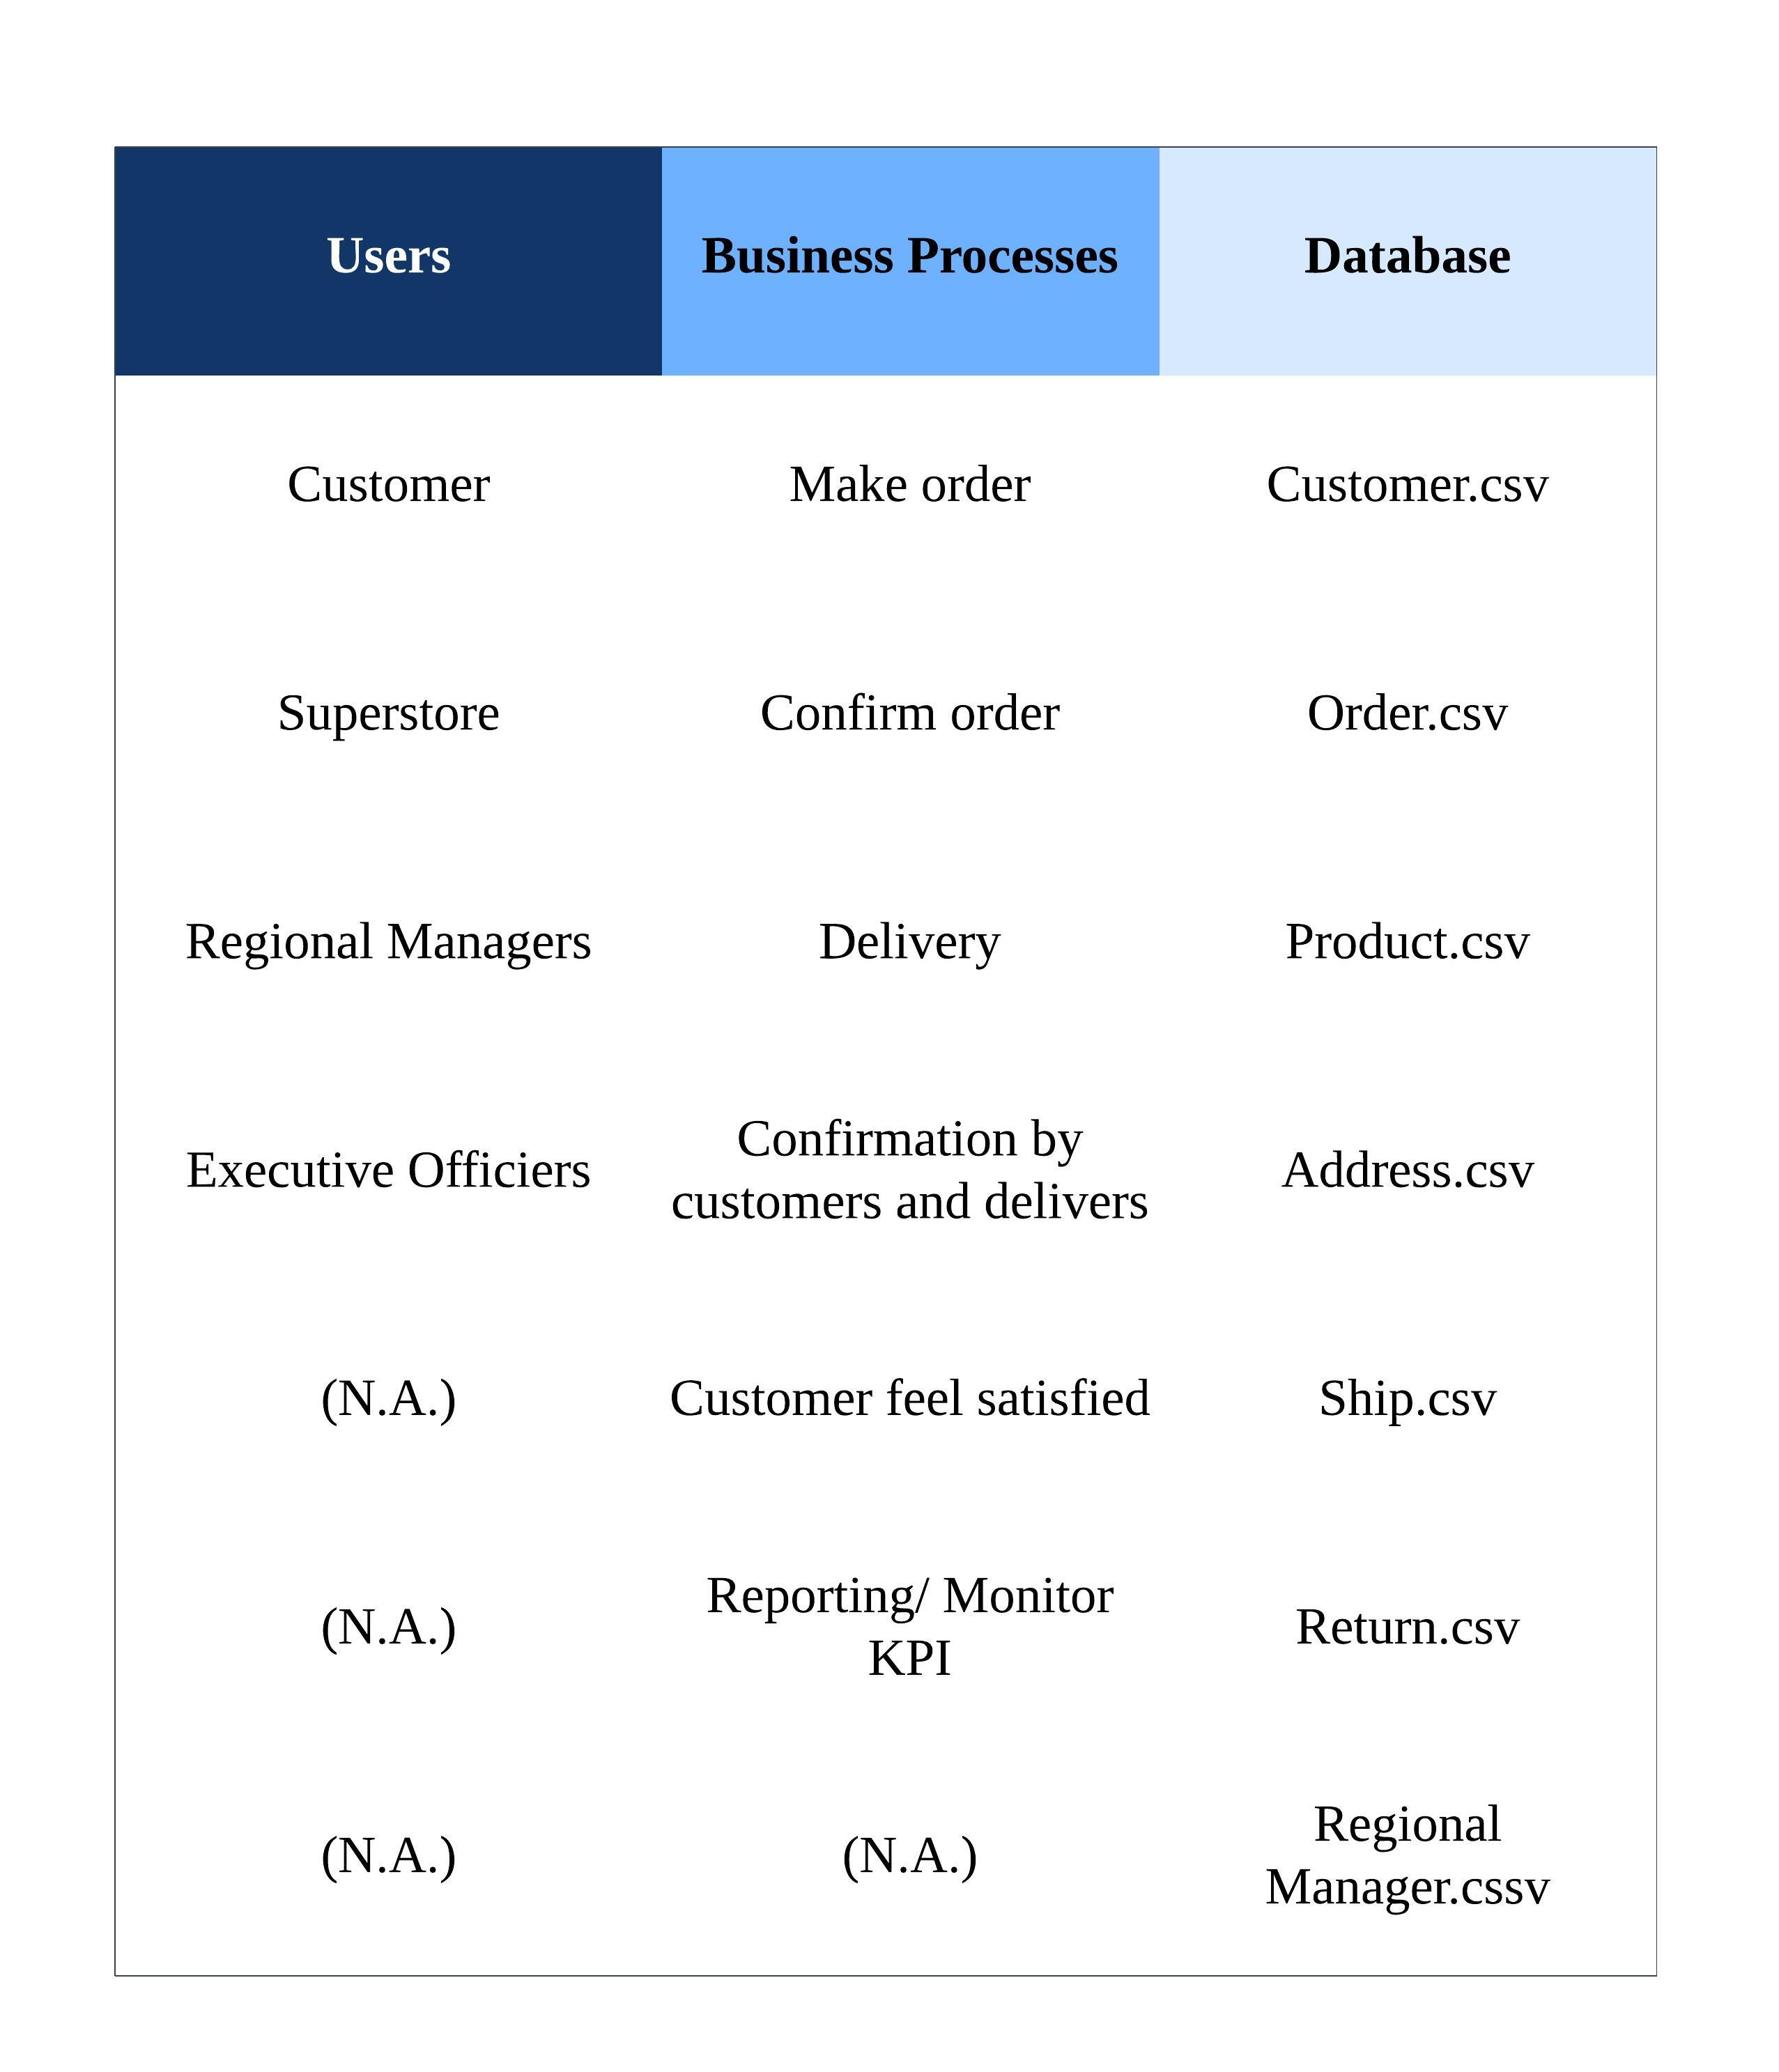 Users Business Processes Database
Customer Make order Customer.csv
Superstore Confirm order Order.csv
Regional Managers Delivery Product.csv
Confirmation by
Executive Officiers customers and delivers Address.csv
(N.A.) Customer feel satisfied Ship.csv
Reporting/ Monitor
(N.A.) KPI Return.csv
Regional
(N.A.) (N.A.) Manager.cssv